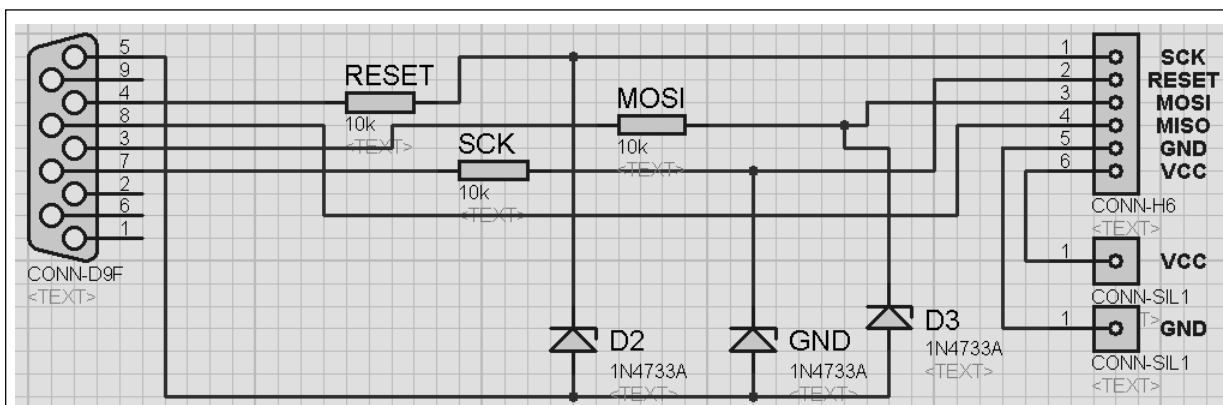 5
9
4
8
3
7
2
6
1
CONN-D9F
<TEXT>
RESET
10k
<TEXT>
SCK
10k
<TEXT>
MOSI
10k
<TEXT>
D2
1N4733A
<TEXT>
GND
1N4733A
<TEXT>
D3
1N4733A
<TEXT>
1 SCK
2 RESET
3 MOSI
4 MISO
5 GND
6 VCC
CONN-H6
<TEXT>
1 VCC
CONN-SIL1
1 GND
CONN-SIL1
<TEXT>